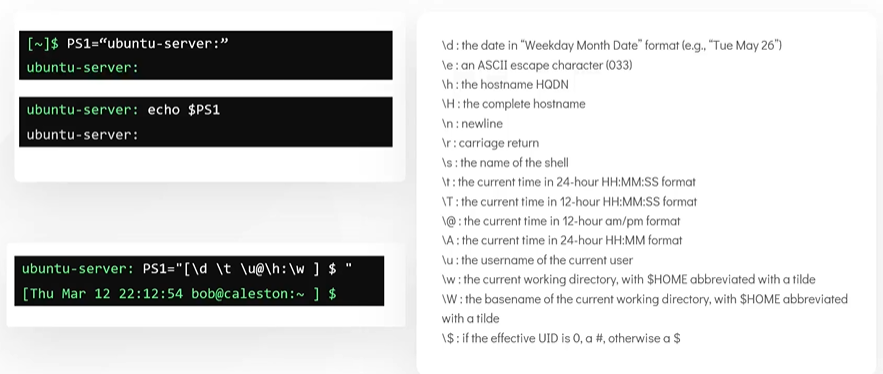 [~]$ PS1=“ubuntu-server:”
ubuntu-server:
ubuntu-server: echo $PS1
ubuntu-server:
ubuntu-server: PS1="[\d \t \u@\h:\w ] $ "
[Thu Mar 12 22:12:54 bob@caleston:~ ] $
\d : the date in “Weekday Month Date” format (e.g., “Tue May 26”)
\e : an ASCII escape character (033)
\h : the hostname HQDN
\H : the complete hostname
\n : newline
\r : carriage return
\s : the name of the shell
\t : the current time in 24-hour HH:MM:SS format
\T : the current time in 12-hour HH:MM:SS format
\@ : the current time in 12-hour am/pm format
\A : the current time in 24-hour HH:MM format
\u : the username of the current user
\w : the current working directory, with $HOME abbreviated with a tilde
\W : the basename of the current working directory, with $HOME abbreviated
with a tilde
\$ : if the effective UID is 0, a #, otherwise a $